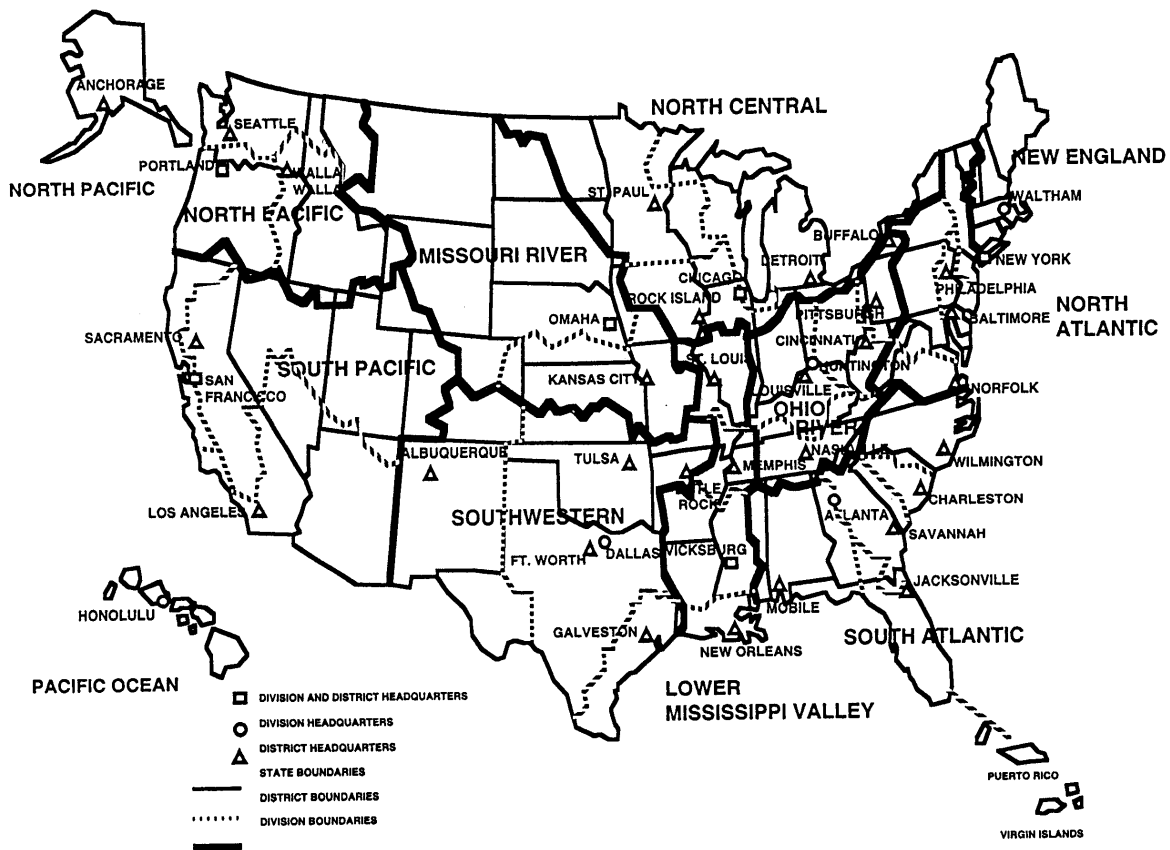 NORTH CENTRAL
ANCHORAGE
SEATTLE
NEW ENGLAND
PORTLAND
WALLA
WALLA
NORTH PACIFIC
ST. PAUL
WALTHAM
NORTH PACIFIC
BUFFALO
MISSOURI RIVER
DETROIT
NEW YORK
CHICAGO
PHILADELPHIA
ROCK ISLAND
NORTH
ATLANTIC
PITTSBURGH
OMAHA
BALTIMORE
SACRAMENTO
CINCINNATI
ST. LOUIS
SOUTH PACIFIC
HUNTINGTON
SAN
FRANCISCO
KANSAS CITY
LOUISVILLE
NORFOLK
OHIO
RIVER
ALBUQUERQUE
TULSA
NASHVILLE
MEMPHIS
WILMINGTON
LITTLE
ROCK
CHARLESTON
LOS ANGELES
SOUTHWESTERN
ATLANTA
SAVANNAH
FT. WORTH
DALLAS
VICKSBURG
JACKSONVILLE
HONOLULU
MOBILE
GALVESTON
SOUTH ATLANTIC
NEW ORLEANS
PACIFIC OCEAN
LOWER
MISSISSIPPI VALLEY
DIVISION AND DISTRICT HEADQUARTERS
DIVISION HEADQUARTERS
DISTRICT HEADQUARTERS
STATE BOUNDARIES
DISTRICT BOUNDARIES
DIVISION BOUNDARIES
PUERTO RICO
VIRGIN ISLANDS